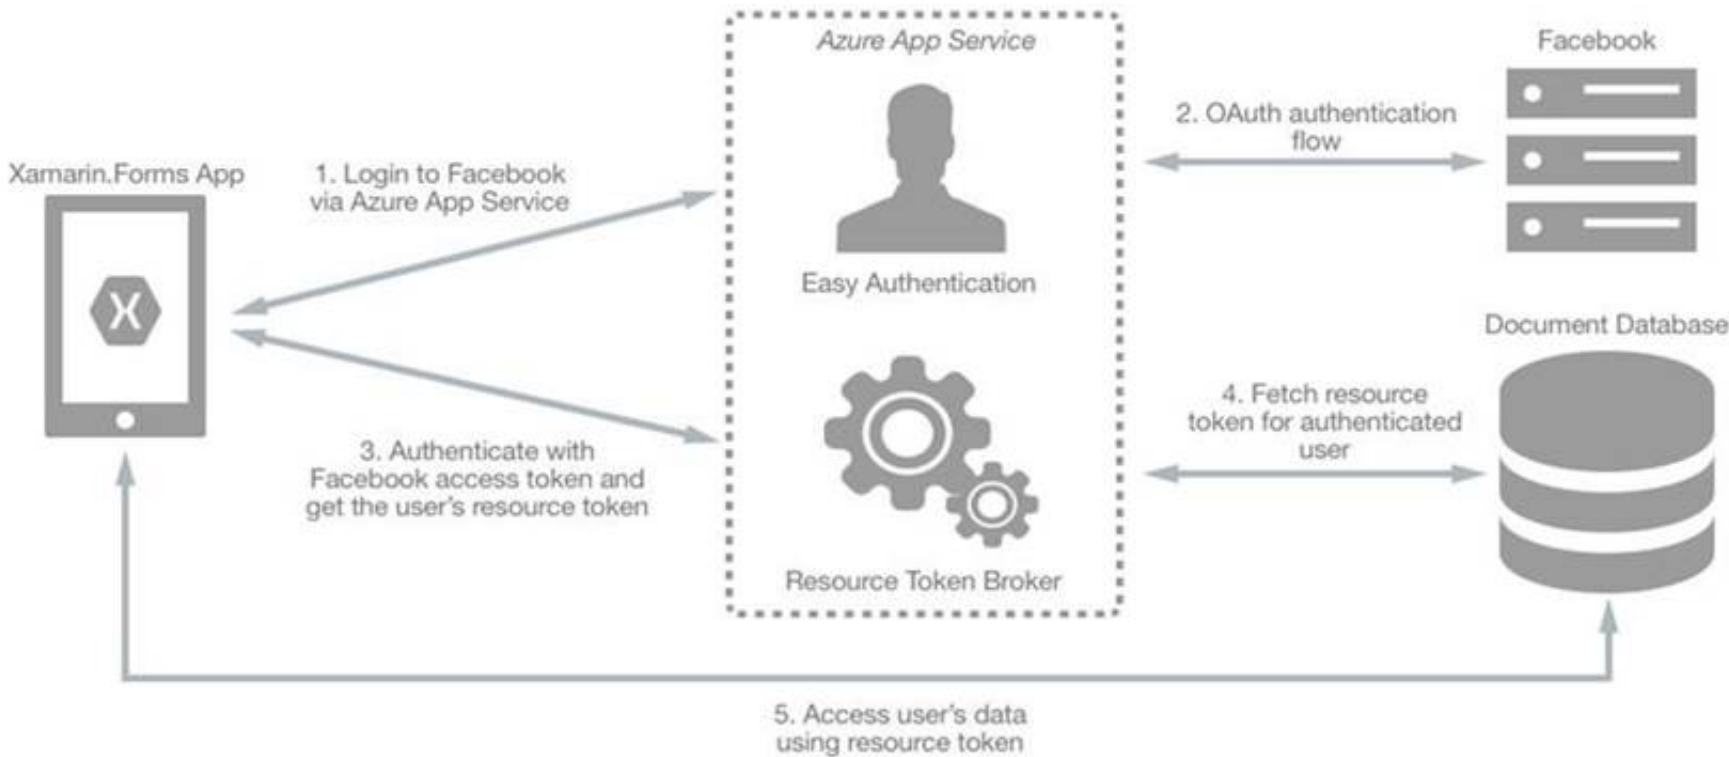 Azure App Service
Facebook
2. OAuth authentication
flow
Xamarin.Forms App
1. Login to Facebook
via Azure App Service
X
Easy Authentication
Document Database
4. Fetch resource
token for authenticated
user
3. Authenticate with
Facebook access token and
get the user's resource token
Resource Token Broker
5. Access user's data
using resource token